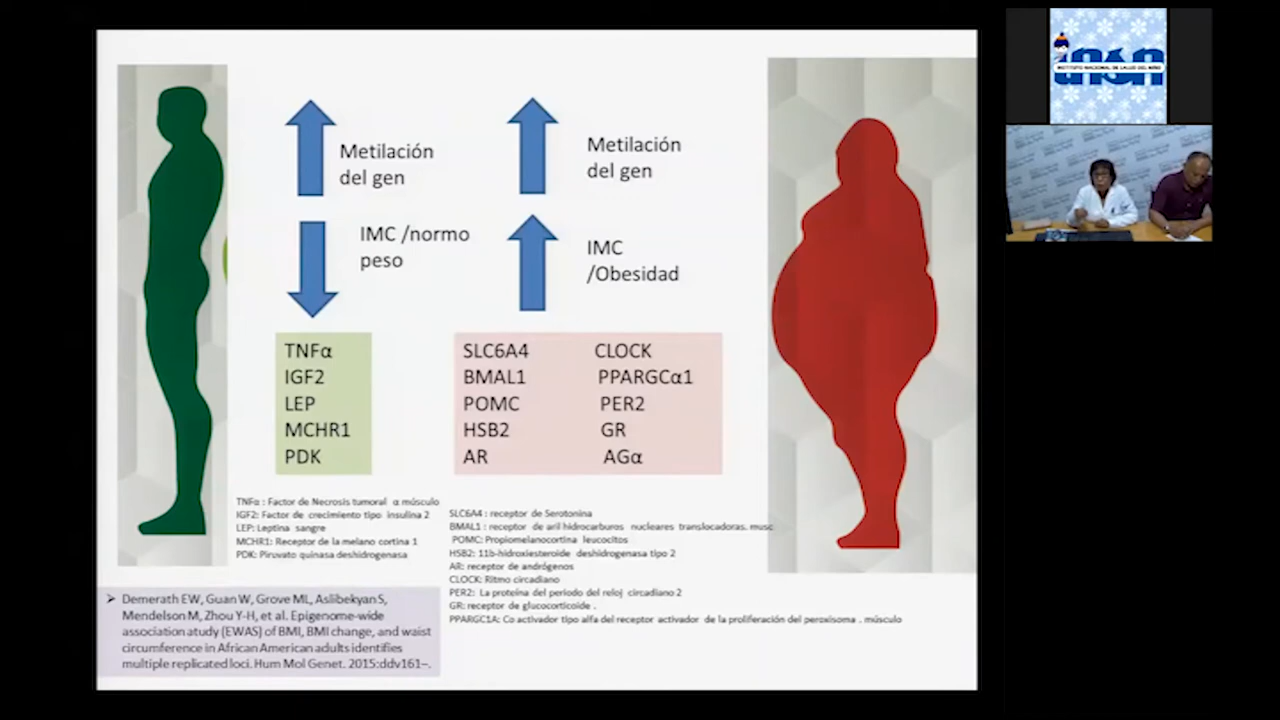 Metilación
del gen
IMC /normo
peso
Metilación
del gen
IMC
/Obesidad
TNFα
IGF2
LEP
MCHR1
PDK
SLC6A4 CLOCK
BMAL1 PPARGCα1
POMC PER2
HSB2 GR
AR AGα
TNFα : Factor de Necrosis tumoral α músculo
IGF2: Factor de crecimiento tipo insulina 2
LEP: Leptina sangre
MCHR1: Receptor de la melano cortina 1
PDK: Piruvato quinasa deshidrogenasa
SLC6A4 : receptor de Serotonina
BMAL1 : receptor de aril hidrocarburos nucleares translocadoras. musc
POMC: Propiomelanocortina leucocitos
HSB2: 11b-hidroxiesteroide deshidrogenasa tipo 2
AR: receptor de andrógenos
CLOCK: Ritmo circadiano
PER2: La proteína del periodo del reloj circadiano 2
GR: receptor de glucocorticoide .
PPARGC1A: Co activador tipo alfa del receptor activador de la proliferación del peroxisoma . músculo
➢ Demerath EW, Guan W, Grove ML, Aslibekyan S,
Mendelson M, Zhou Y-H, et al. Epigenome-wide
association atudy (EWAS) of BMI, BMI change, and waist
circumference in African American adults identifies
multiple replicated loci. Hum Mol Genet. 2015:ddv161–.
insn
INSTITUTO NACIONAL DE SALUD DEL NIÑO